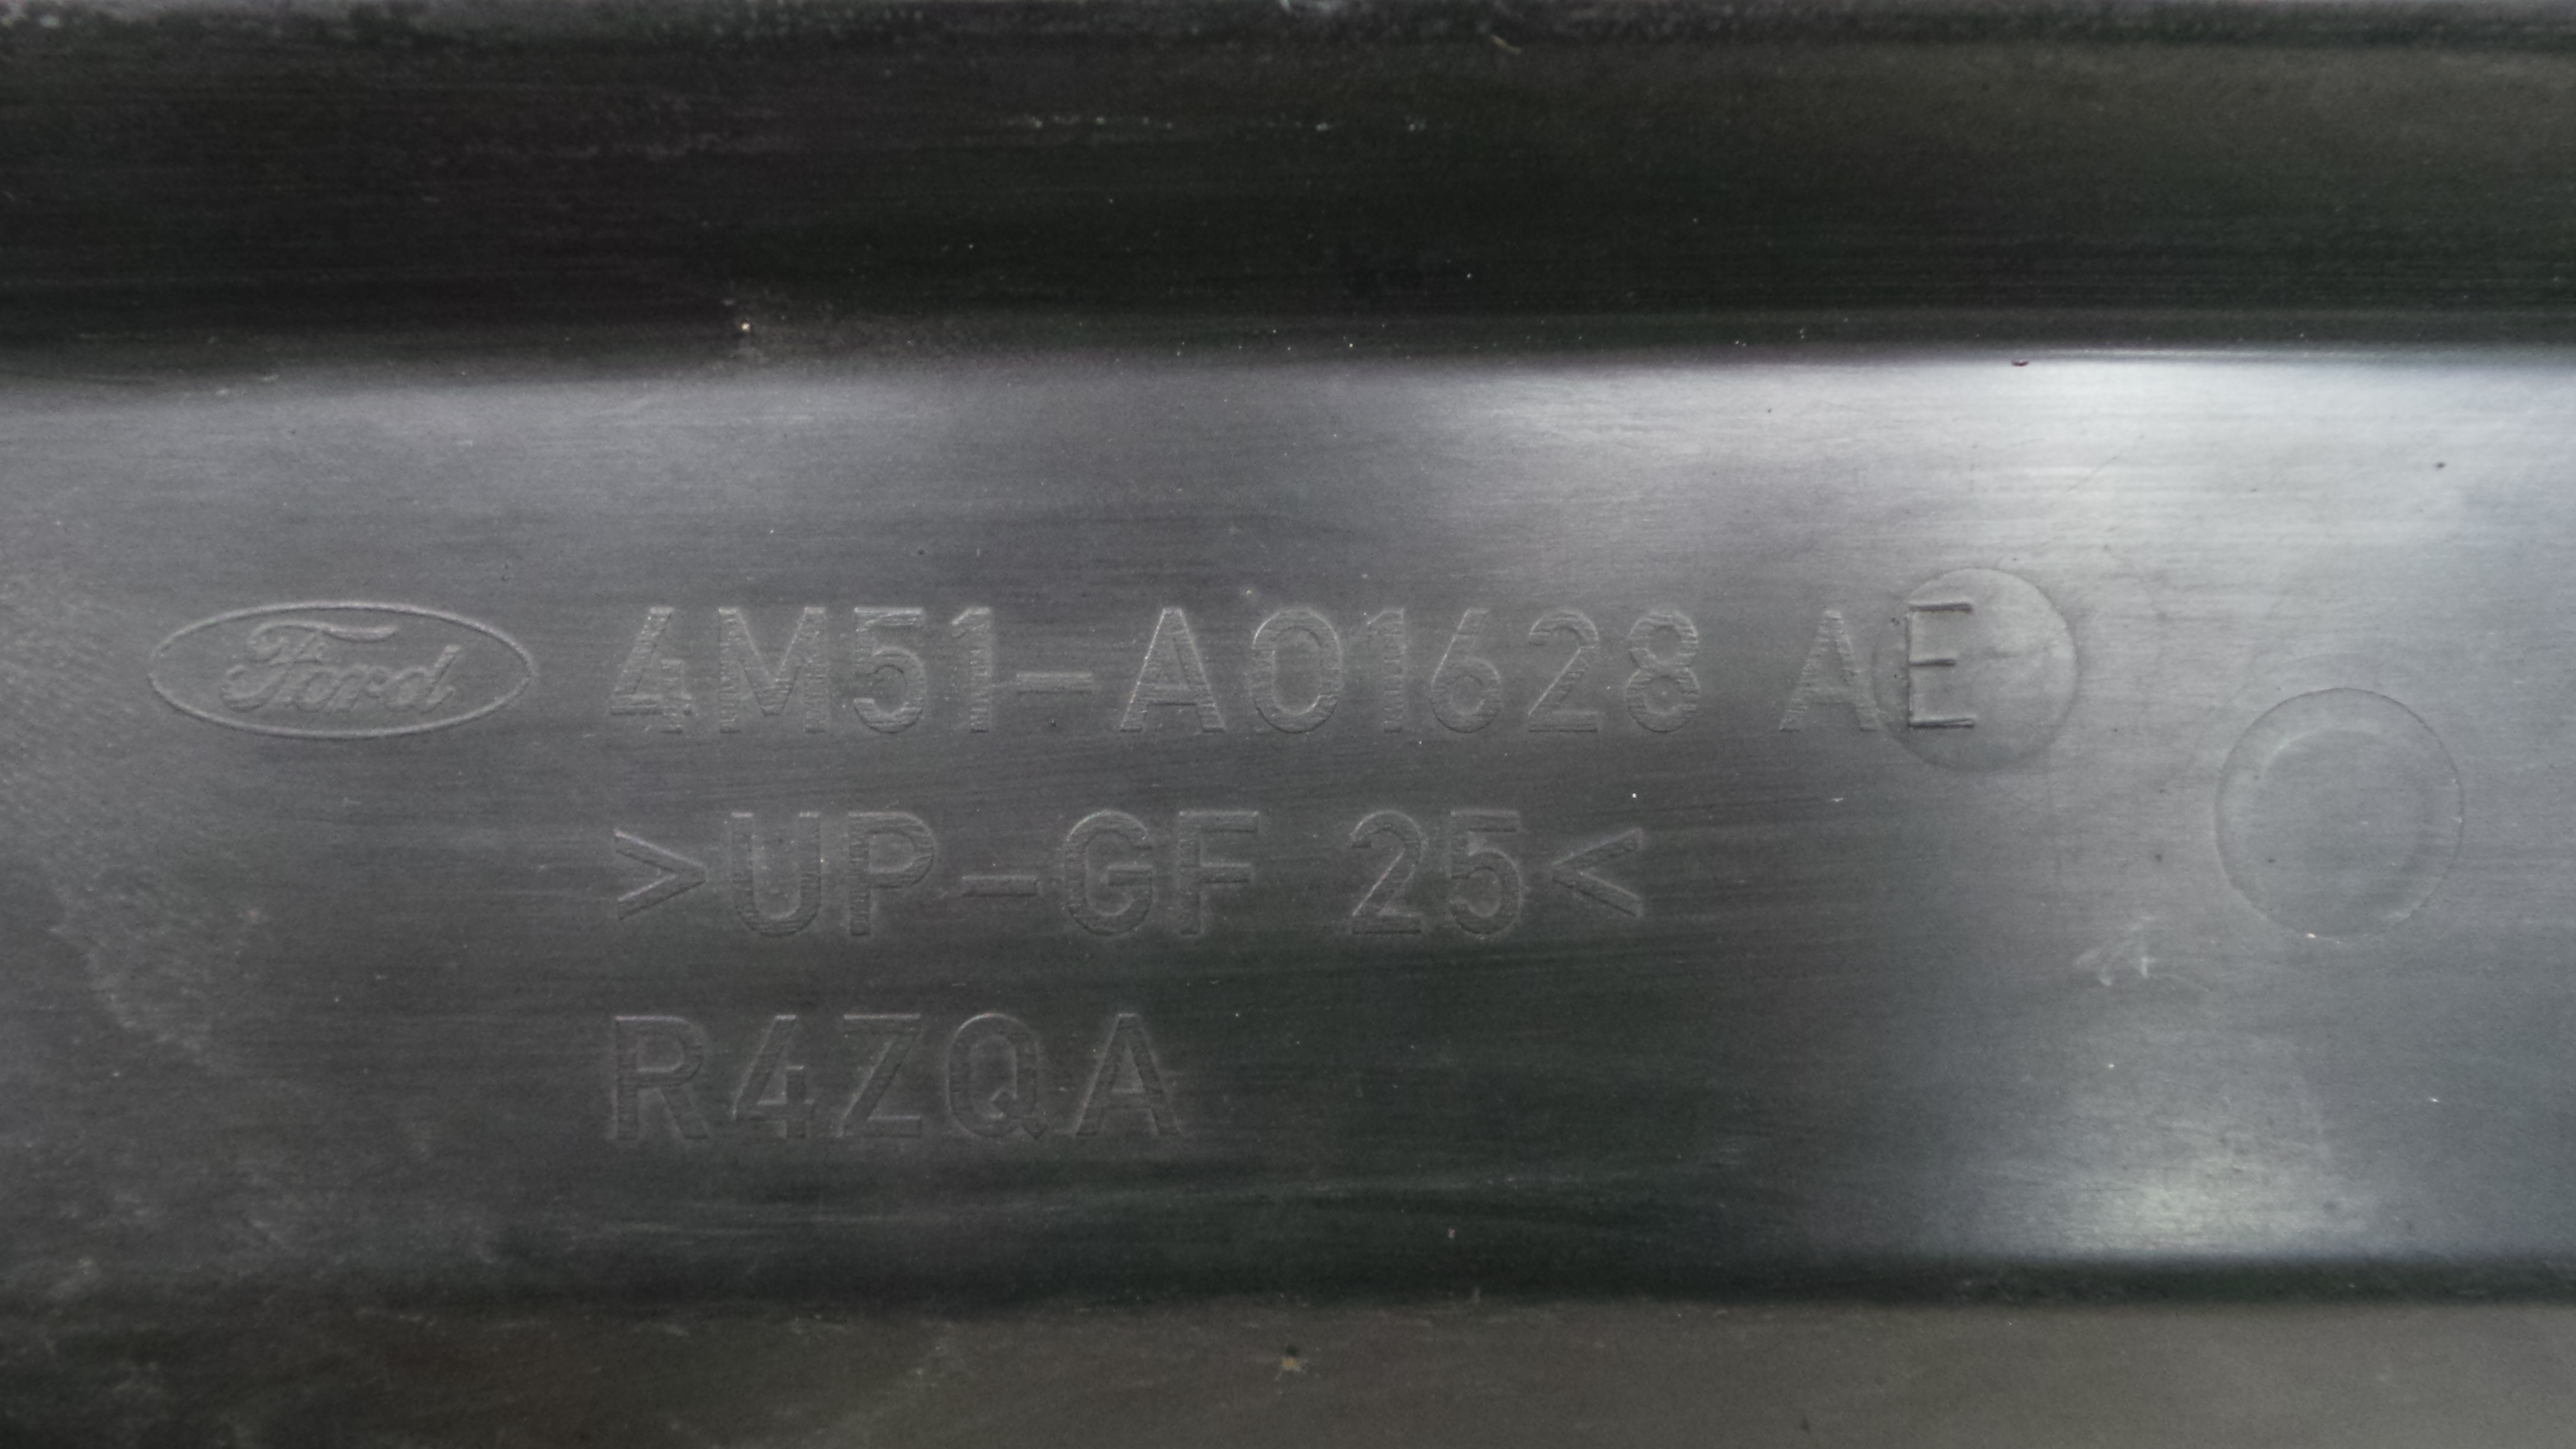 Ford 4M51-A01628 AE
>UP-GF 25<
R4ZQA